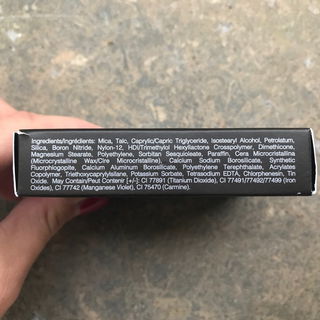 Ingredients/Ingrédients: Mica, Talc, Caprylic/Capric Triglyceride, Isostearyl Alcohol, Petrolatum,
Silica, Boron Nitride, Nylon-12, HDI/Trimethylol Hexyllactone Crosspolymer, Dimethicone,
Magnesium Stearate, Polyethylene, Sorbitan Sesquioleate, Paraffin, Cera Microcristallina
(Microcrystalline Wax/Cire Microcristalline), Calcium Sodium Borosilicate, Synthetic
Fluorphlogopite, Calcium Aluminum Borosilicate, Polyethylene Terephthalate, Acrylates
Copolymer, Triethoxycaprylylsilane, Potassium Sorbate, Tetrasodium EDTA, Chlorphenesin, Tin
Oxide. May Contain/Peut Contenir [+/-]: CI 77891 (Titanium Dioxide), CI 77491/77492/77499 (Iron
Oxides), CI 77742 (Manganese Violet), CI 75470 (Carmine).